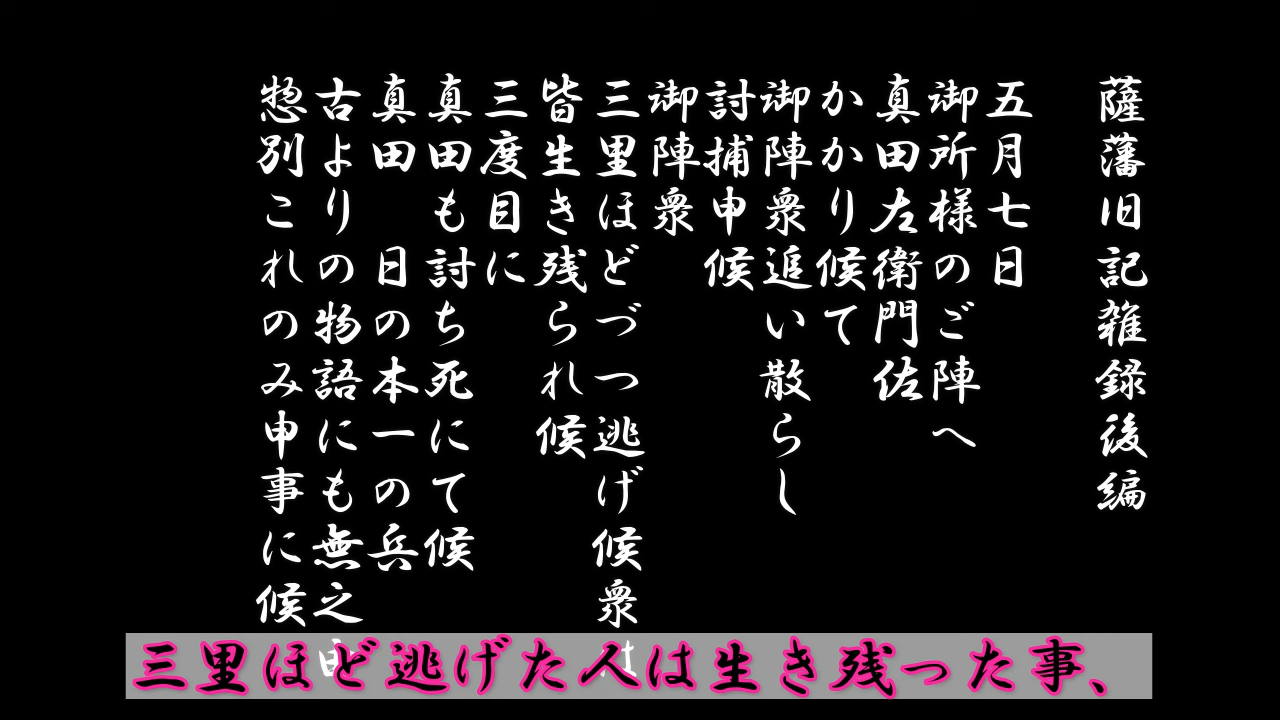 薩藩旧記雑録後編
五月七日
御所様のご陣へ
真田左衛門佐
かかり候て
御陣衆追い散らし
討捕申候
御陣衆
三里ほどづつ逃げ候衆は
皆生き残られ候
三度目に
真田も討ち死にて候
真田 日の本一の兵
古よりの物語にも無之由
惣別これのみ申事に候
三里ほど逃げた人は生き残った事、